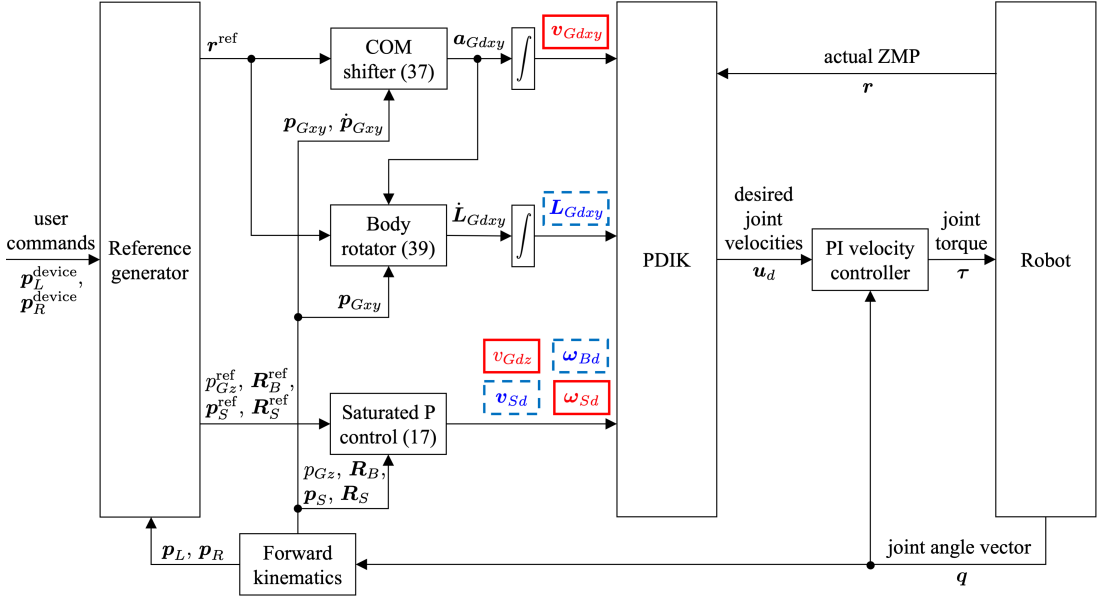 r^ref
COM
shifter (37)
a_Gdxy
∫
v_Gdxy
actual ZMP
r
p_Gxy, ṗ_Gxy
user
commands
p_L^device,
p_R^device
Reference
generator
Body
rotator (39)
L̇_Gdxy
∫
L_Gdxy
PDIK
desired
joint
velocities
u_d
PI velocity
controller
joint
torque
τ
Robot
p_Gxy
v_Gdz
ω_Bd
v_Sd
ω_Sd
p_Gz^ref, R_B^ref,
p_S^ref, R_S^ref
Saturated P
control (17)
p_Gz, R_B,
p_S, R_S
p_L, p_R
Forward
kinematics
joint angle vector
q